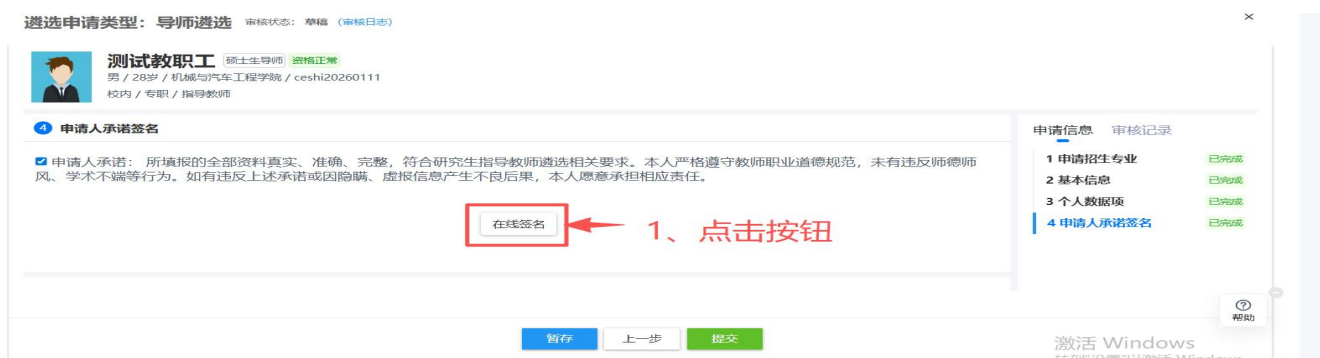 遴选申请类型：导师遴选 审核状态：草稿 （审核日志）
×
测试教职工 硕士生导师 资格正常
男 / 28岁 / 机械与汽车工程学院 / ceshi20260111
校内 / 专职 / 指导教师
4 申请人承诺签名
申请人承诺： 所填报的全部资料真实、准确、完整，符合研究生指导教师遴选相关要求。本人严格遵守教师职业道德规范，未有违反师德师
风、学术不端等行为。如有违反上述承诺或因隐瞒、虚报信息产生不良后果，本人愿意承担相应责任。
在线签名
1、点击按钮
申请信息 审核记录
1 申请招生专业 已完成
2 基本信息 已完成
3 个人数据项 已完成
4 申请人承诺签名 已完成
? 帮助
暂存 上一步 提交
激活 Windows